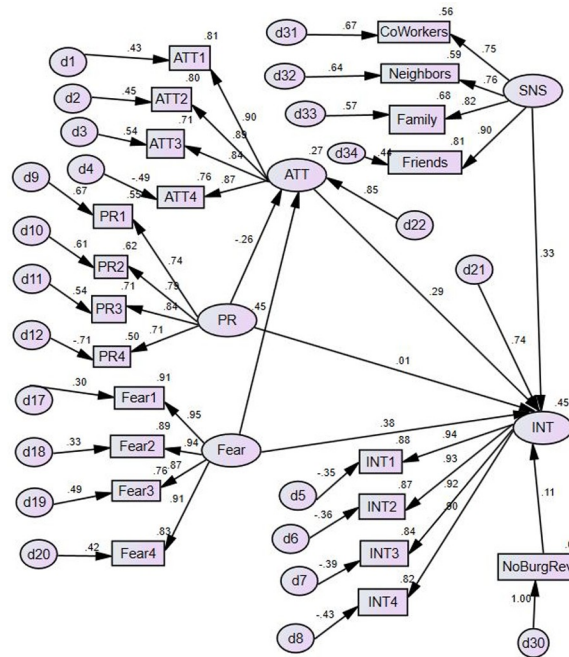 d31
.67
CoWorkers
.56
d1
.43
ATT1
.81
.75
d32
.64
Neighbors
.59
.76
SNS
d2
.45
ATT2
.80
d33
.57
Family
.68
.82
d3
.54
ATT3
.71
.89
.90
.84
d34
.44
Friends
.81
.90
d4
-.49
ATT4
.76
.87
ATT
.27
d9
.67
PR1
.55
.85
d22
d10
.61
PR2
.62
.74
-.26
d21
.33
d11
.54
PR3
.71
.79
.84
.29
d12
-.71
PR4
.50
.71
PR
.45
.74
.01
d17
.30
Fear1
.91
.95
d18
.33
Fear2
.89
.94
Fear
.38
INT
.45
d19
.49
Fear3
.76
.87
d5
-.35
INT1
.88
.94
d20
.42
Fear4
.83
.91
d6
-.36
INT2
.87
.93
.92
.90
.11
d7
-.39
INT3
.84
NoBurgRev
d8
-.43
INT4
.82
1.00
d30